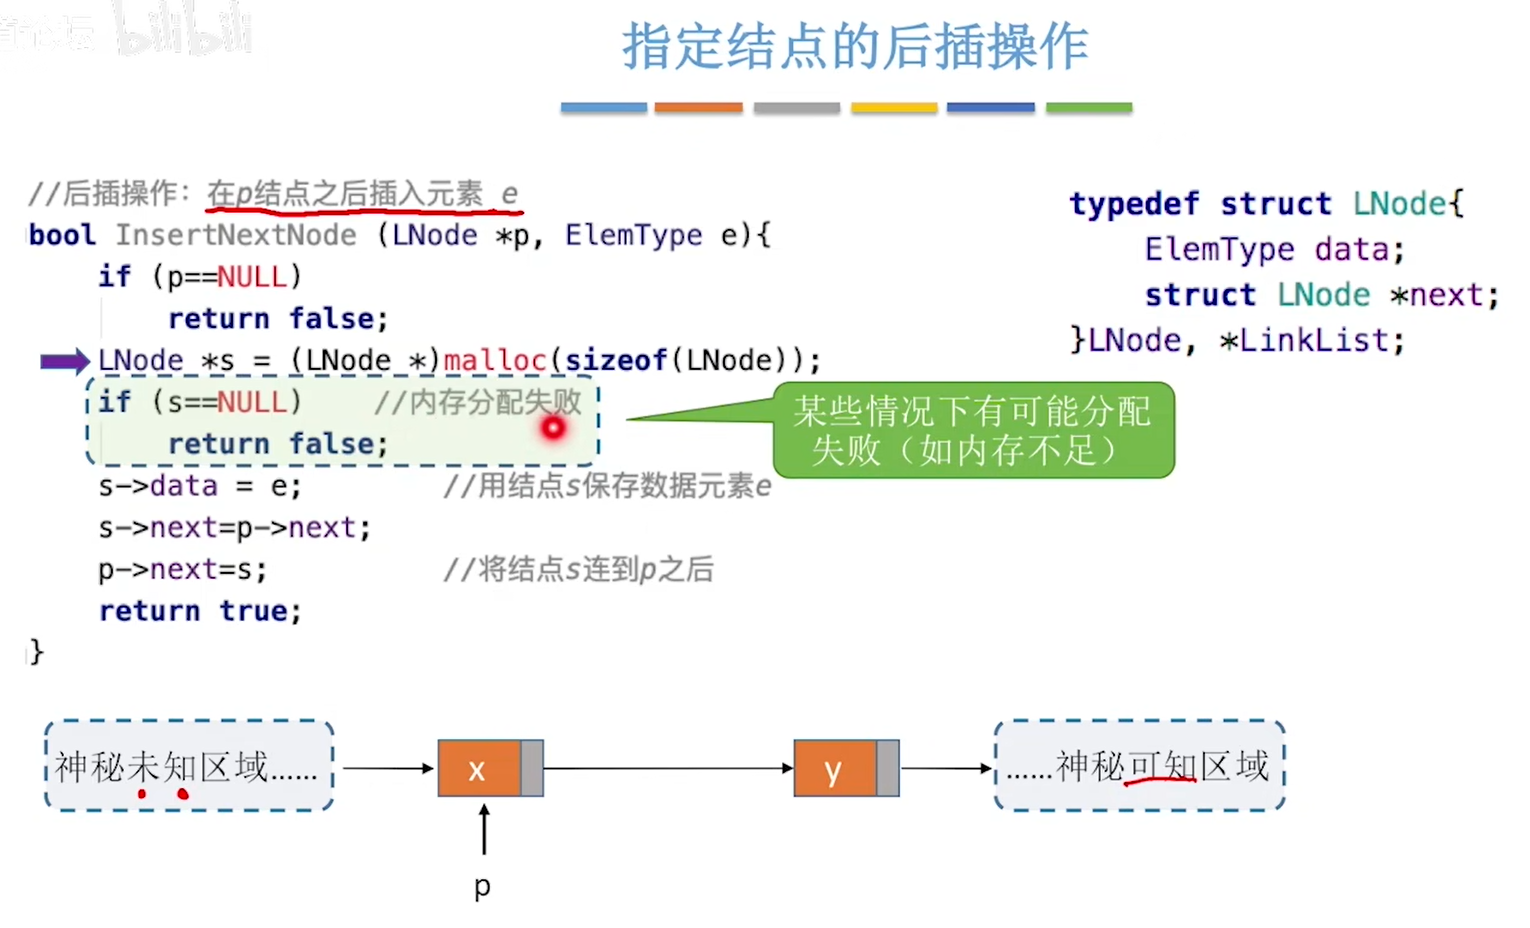 bilibili
指定结点的后插操作
//后插操作：在p结点之后插入元素 e
bool InsertNextNode (LNode *p, ElemType e){
if (p==NULL)
return false;
LNode *s = (LNode *)malloc(sizeof(LNode));
if (s==NULL) //内存分配失败
return false;
s->data = e; //用结点s保存数据元素e
s->next=p->next;
p->next=s; //将结点s连到p之后
return true;
}
typedef struct LNode{
ElemType data;
struct LNode *next;
}LNode, *LinkList;
某些情况下有可能分配
失败（如内存不足）
神秘未知区域......
x
y
......神秘可知区域
p